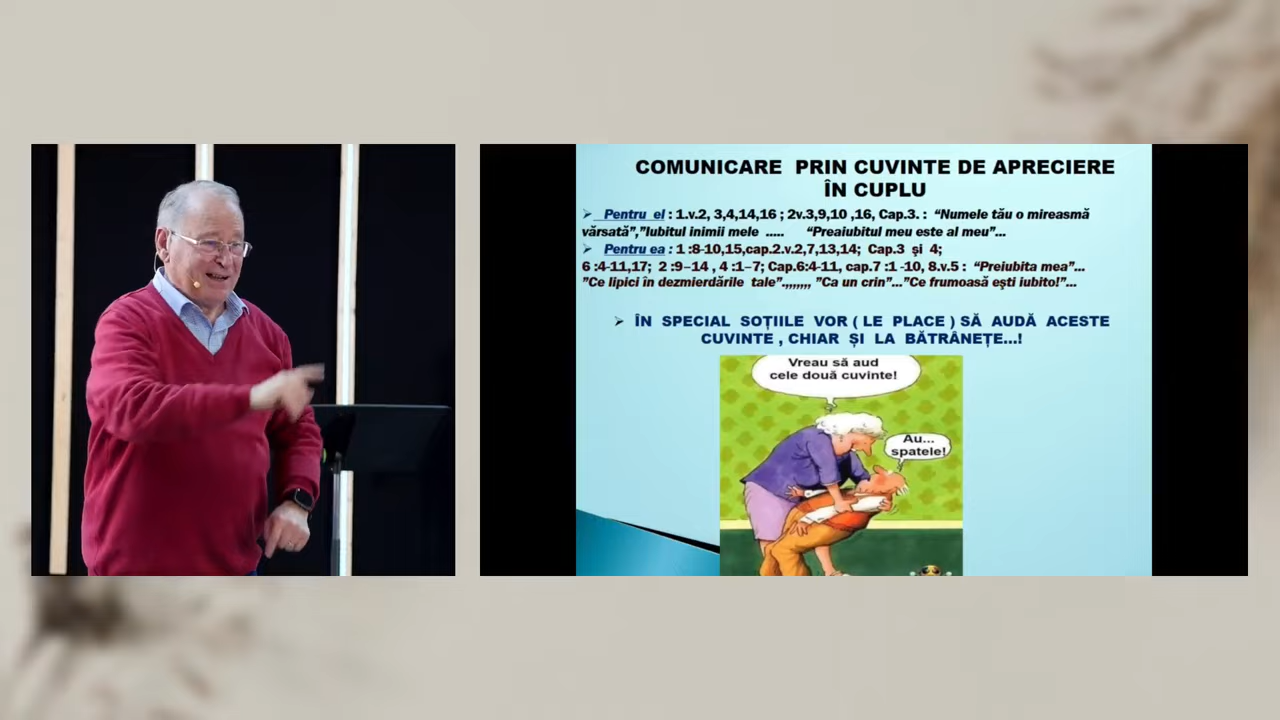 COMUNICARE PRIN CUVINTE DE APRECIERE
ÎN CUPLU
➢ Pentru el : 1.v.2, 3,4,14,16 ; 2v.3,9,10 ,16, Cap.3. : “Numele tău o mireasmă
vărsată”,”Iubitul inimii mele ..... “Preaiubitul meu este al meu”...
➢ Pentru ea : 1 :8-10,15,cap.2.v.2,7,13,14; Cap.3 și 4;
6 :4-11,17; 2 :9–14 , 4 :1–7; Cap.6:4-11, cap.7 :1 -10, 8.v.5 : “Preiubita mea”...
”Ce lipici în dezmierdările tale”.,,,,,,, ”Ca un crin”...”Ce frumoasă eşti iubito!”...
➢ ÎN SPECIAL SOȚIILE VOR ( LE PLACE ) SĂ AUDĂ ACESTE
CUVINTE , CHIAR ȘI LA BĂTRÂNEȚE...!
Vreau să aud
cele două cuvinte!
Au...
spatele!